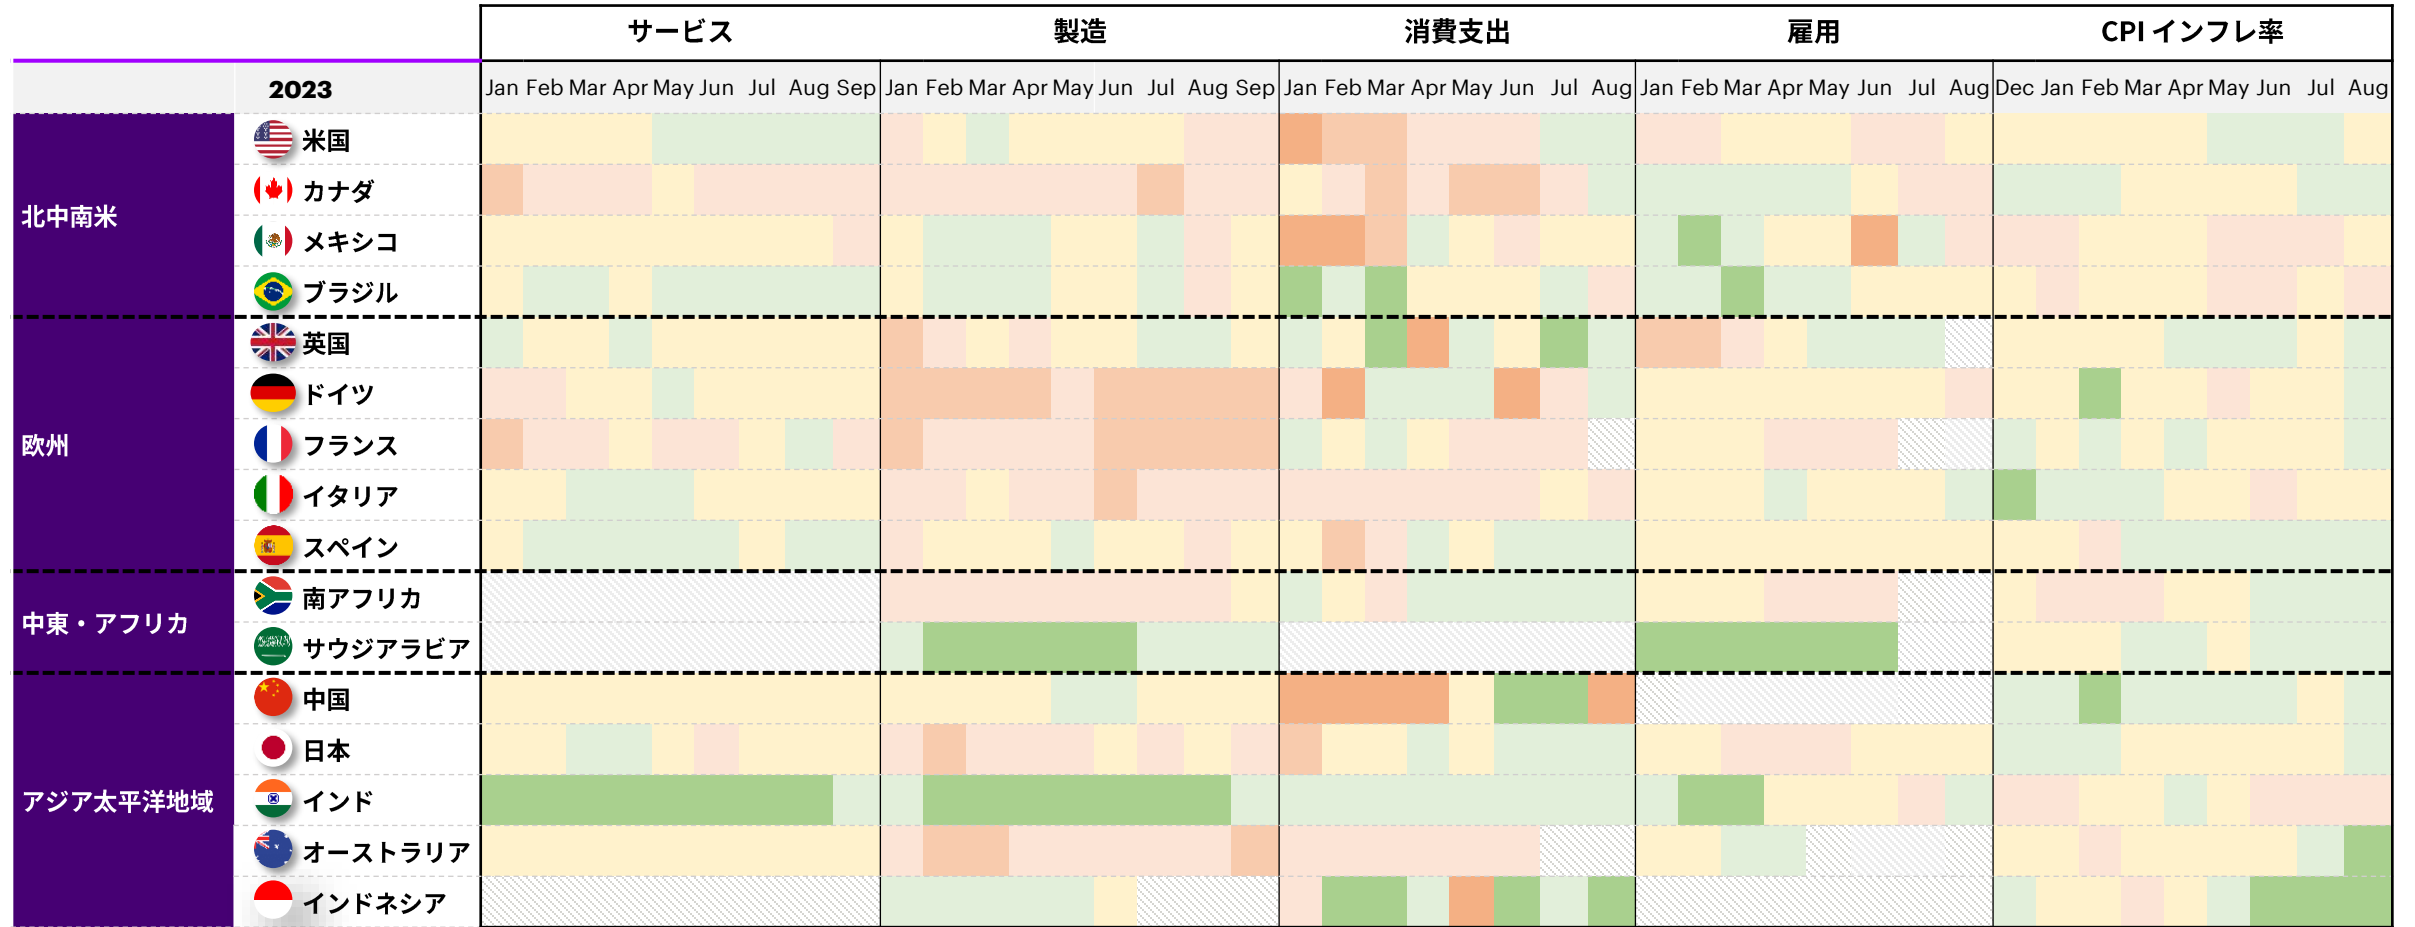 サービス 製造 消費支出 雇用 CPI インフレ率
2023 Jan Feb Mar Apr May Jun Jul Aug Sep Jan Feb Mar Apr May Jun Jul Aug Sep Jan Feb Mar Apr May Jun Jul Aug Jan Feb Mar Apr May Jun Jul Aug Dec Jan Feb Mar Apr May Jun Jul Aug
北中南米
米国
カナダ
メキシコ
ブラジル
欧州
英国
ドイツ
フランス
イタリア
スペイン
中東・アフリカ
南アフリカ
サウジアラビア
アジア太平洋地域
中国
日本
インド
オーストラリア
インドネシア